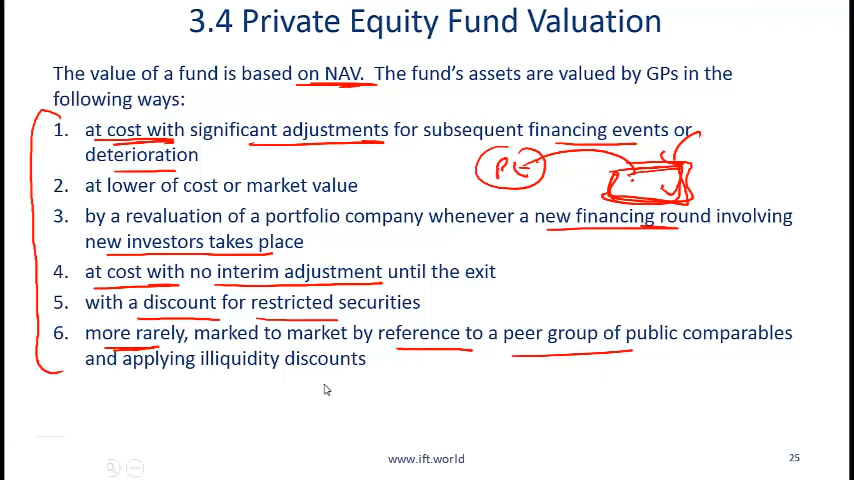 3.4 Private Equity Fund Valuation
The value of a fund is based on NAV. The fund's assets are valued by GPs in the
following ways:
1. at cost with significant adjustments for subsequent financing events or
deterioration
PE
2. at lower of cost or market value
3. by a revaluation of a portfolio company whenever a new financing round involving
new investors takes place
4. at cost with no interim adjustment until the exit
5. with a discount for restricted securities
6. more rarely, marked to market by reference to a peer group of public comparables
and applying illiquidity discounts
www.ift.world
25